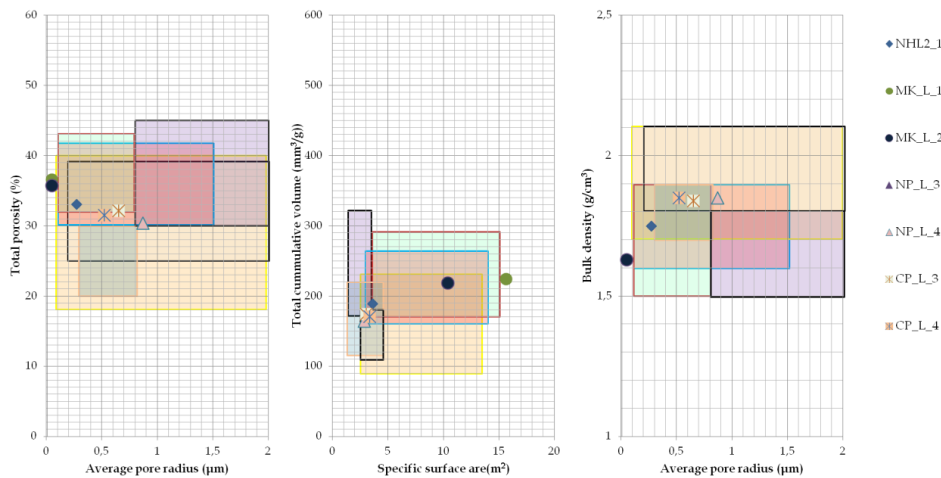 Total porosity (%)
60
50
40
30
20
10
0
0
0,5
1
1,5
2
Average pore radius (µm)
Total cummulative volume (mm³/g))
600
500
400
300
200
100
0
0
5
10
15
20
Specific surface are(m²)
Bulk density (g/cm³)
2,5
2
1,5
1
0
0,5
1
1,5
2
Average pore radius (µm)
NHL2_1
MK_L_1
MK_L_2
NP_L_3
NP_L_4
CP_L_3
CP_L_4